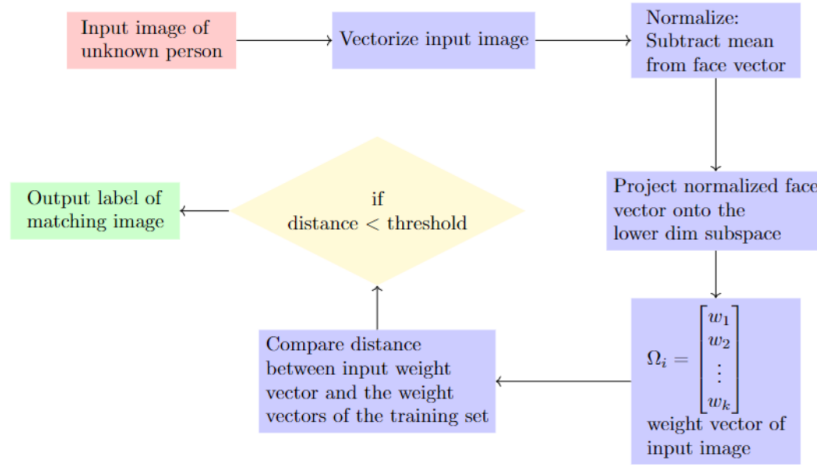 Input image of
unknown person
Vectorize input image
Normalize:
Subtract mean
from face vector
Project normalized face
vector onto the
lower dim subspace
Ωᵢ = [w₁
w₂
⋮
wₖ]
weight vector of
input image
Compare distance
between input weight
vector and the weight
vectors of the training set
if
distance < threshold
Output label of
matching image